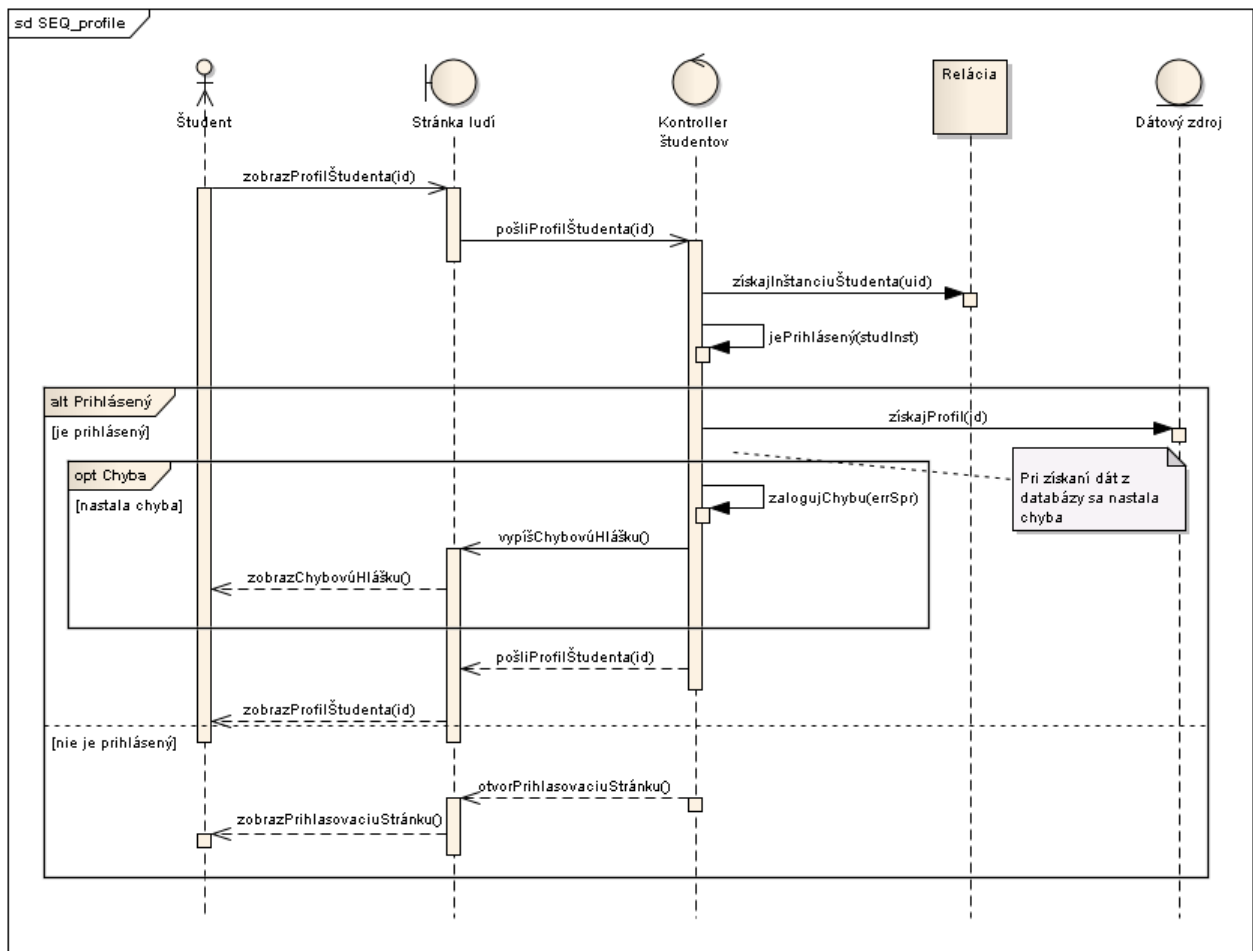 sd SEQ_profile
Študent
Stránka ludí
Kontroller
študentov
Relácia
Dátový zdroj
zobrazProfilŠtudenta(id)
pošliProfilŠtudenta(id)
získajInštanciuŠtudenta(uid)
jePrihlásený(studInst)
alt Prihlásený
[je prihlásený]
získajProfil(id)
opt Chyba
[nastala chyba]
zalogujChybu(errSpr)
Pri získaní dát z
databázy sa nastala
chyba
vypíšChybovúHlášku()
zobrazChybovúHlášku()
pošliProfilŠtudenta(id)
zobrazProfilŠtudenta(id)
[nie je prihlásený]
otvorPrihlasovaciuStránku()
zobrazPrihlasovaciuStránku()